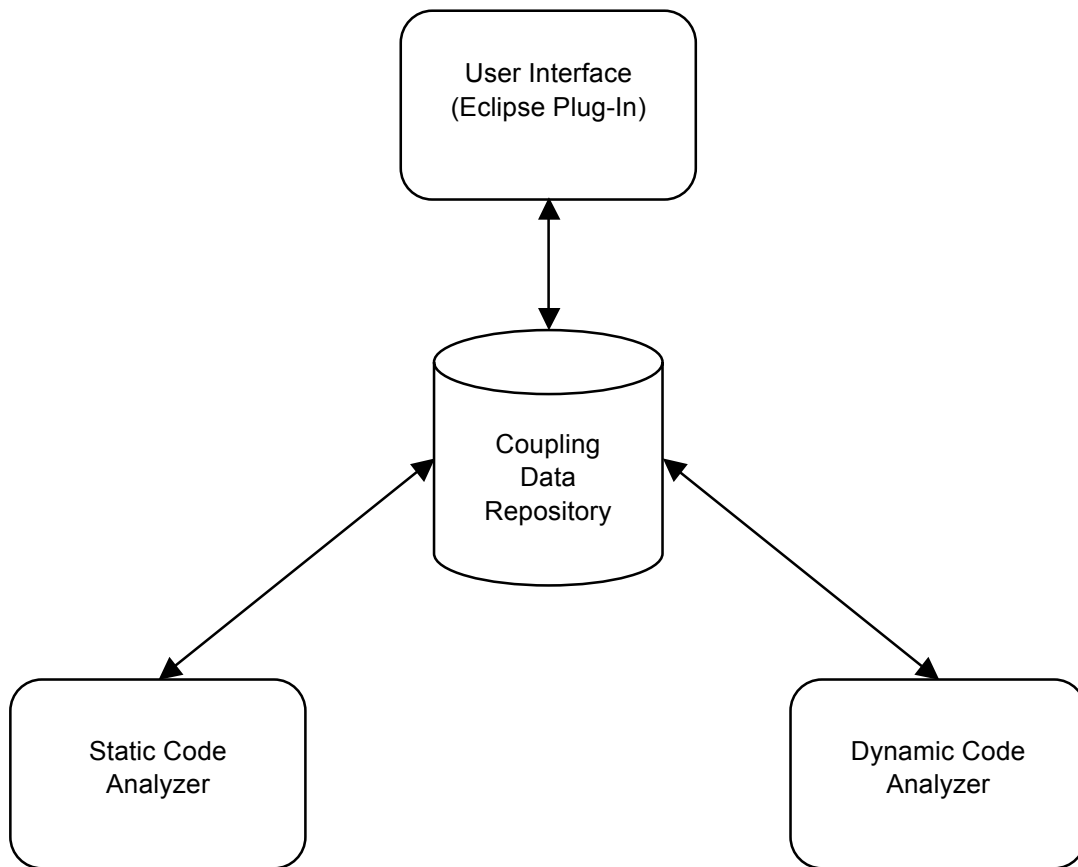 User Interface
(Eclipse Plug-In)
Coupling
Data
Repository
Static Code
Analyzer
Dynamic Code
Analyzer